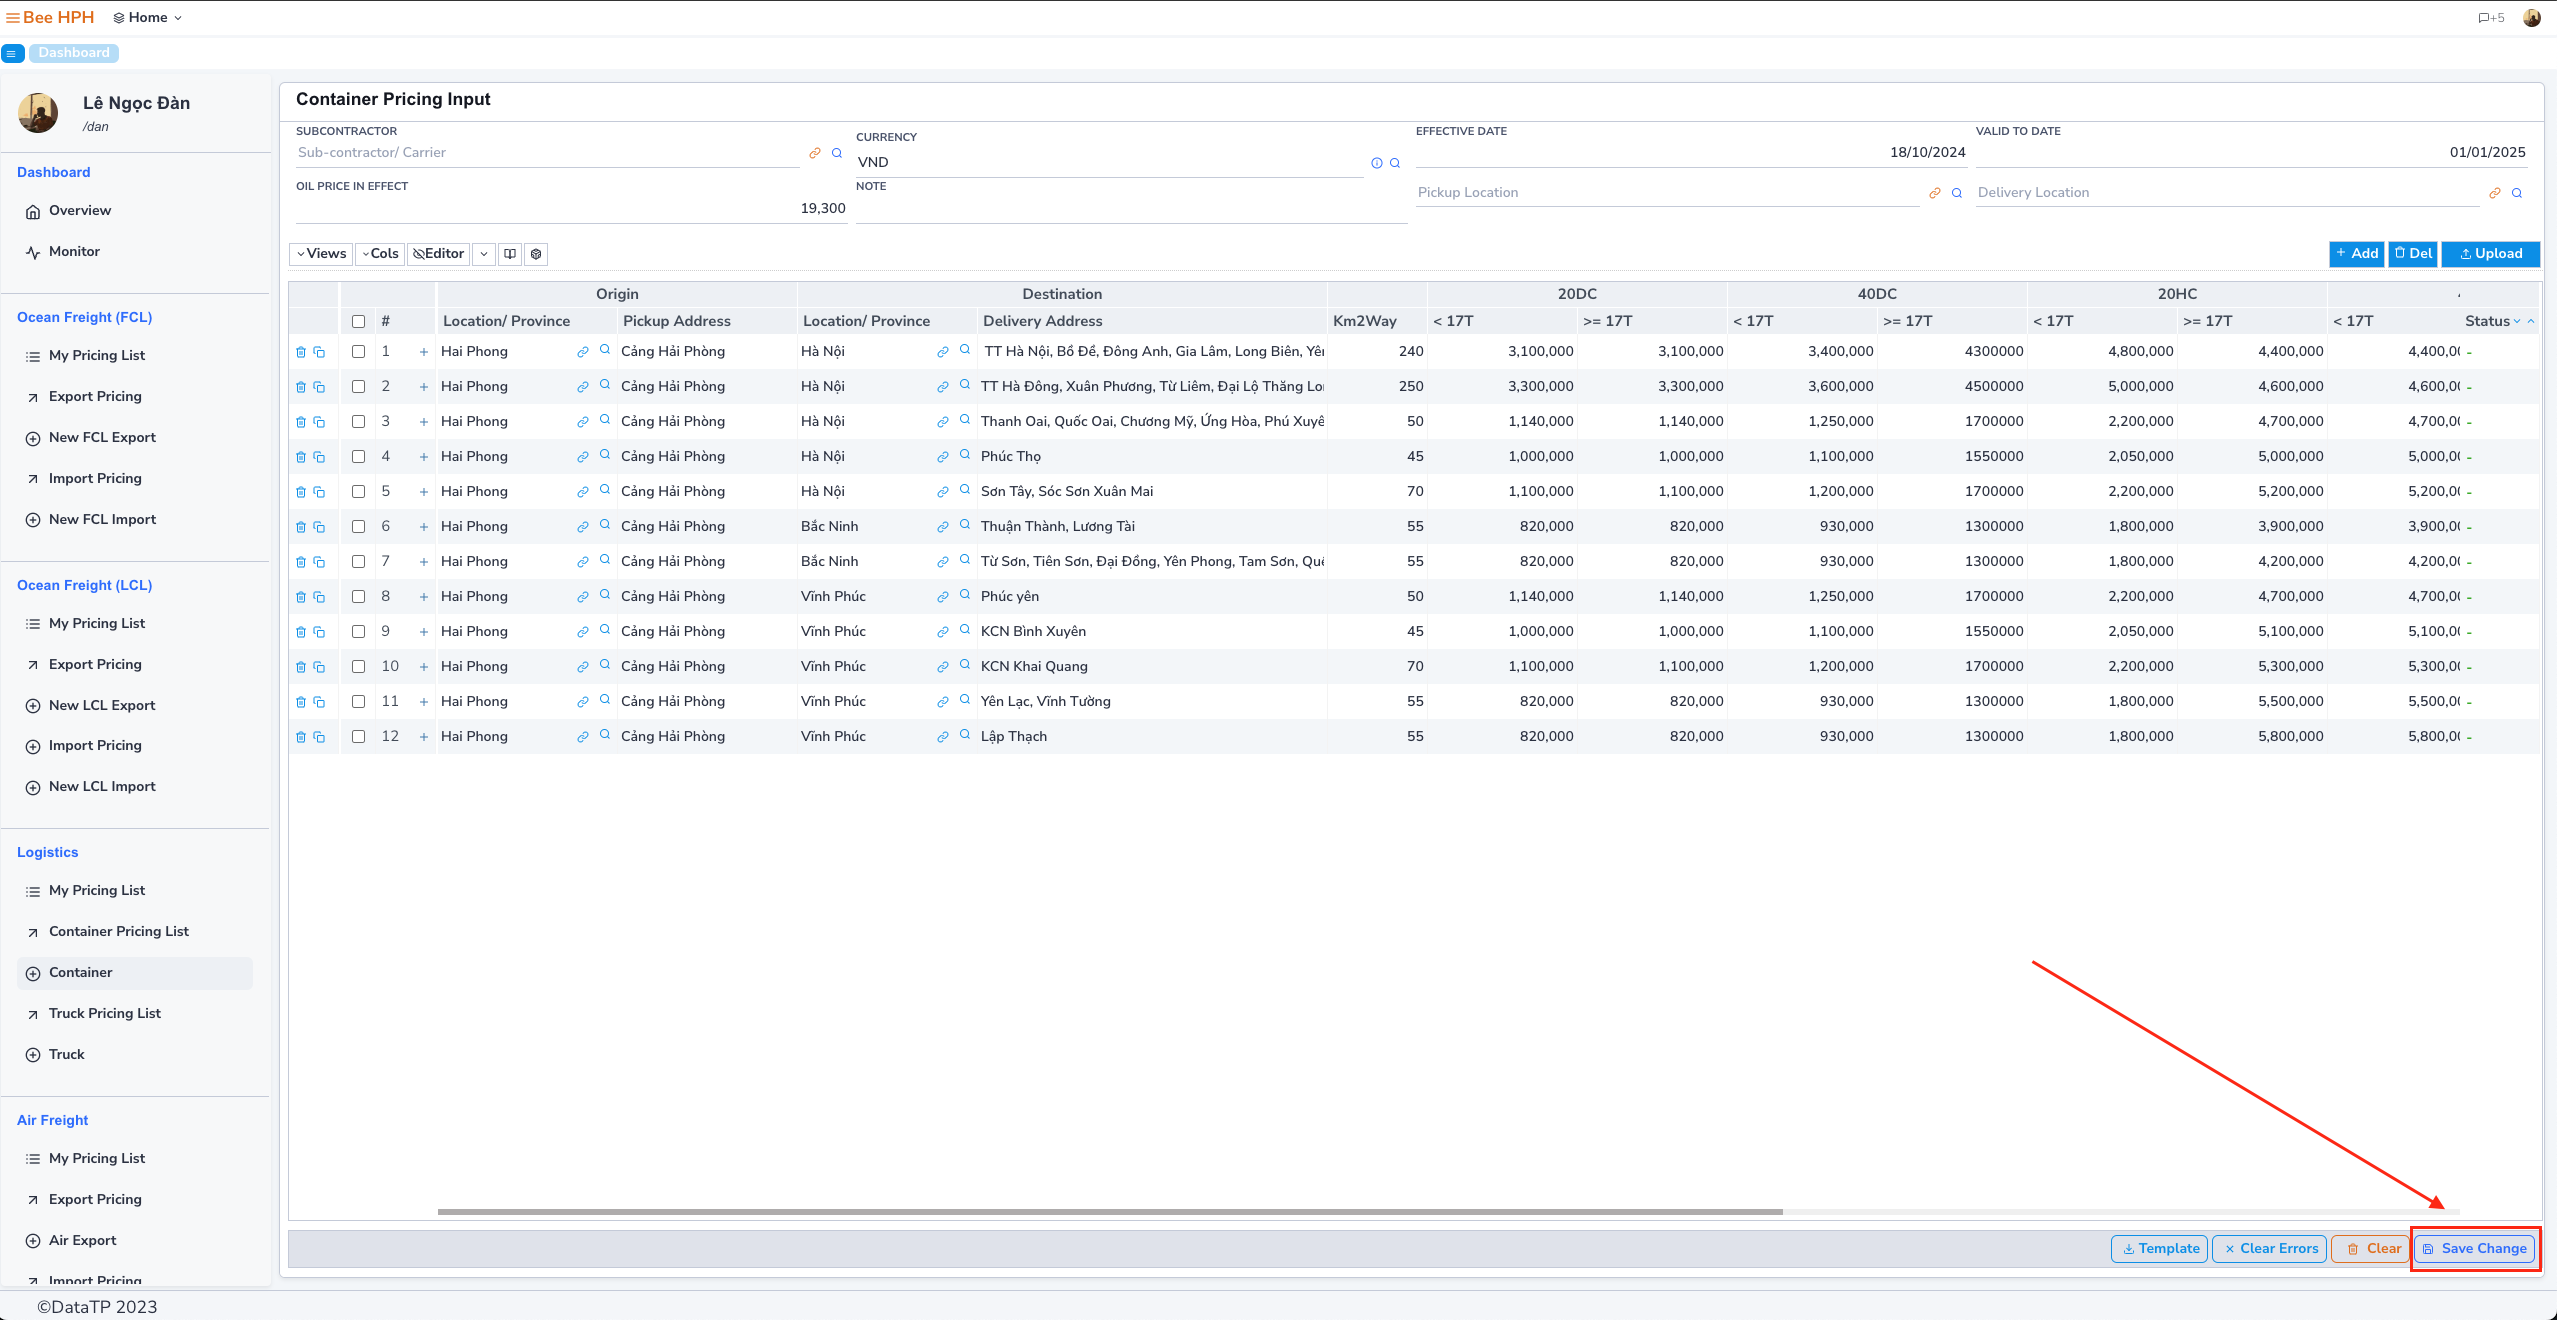 Bee HPH Home +5
Dashboard
Lê Ngọc Đàn
/dan
Dashboard
Overview
Monitor
Ocean Freight (FCL)
My Pricing List
Export Pricing
New FCL Export
Import Pricing
New FCL Import
Ocean Freight (LCL)
My Pricing List
Export Pricing
New LCL Export
Import Pricing
New LCL Import
Logistics
My Pricing List
Container Pricing List
Container
Truck Pricing List
Truck
Air Freight
My Pricing List
Export Pricing
Air Export
Import Pricing
Container Pricing Input
SUBCONTRACTOR CURRENCY EFFECTIVE DATE VALID TO DATE
Sub-contractor/ Carrier VND 18/10/2024 01/01/2025
OIL PRICE IN EFFECT NOTE Pickup Location Delivery Location
19,300
Views Cols Editor + Add Del Upload
Origin Destination 20DC 40DC 20HC
# Location/ Province Pickup Address Location/ Province Delivery Address Km2Way < 17T >= 17T < 17T >= 17T < 17T >= 17T < 17T Status
1 + Hai Phong Cảng Hải Phòng Hà Nội TT Hà Nội, Bồ Đề, Đông Anh, Gia Lâm, Long Biên, Yê 240 3,100,000 3,100,000 3,400,000 4300000 4,800,000 4,400,000 4,400,0 -
2 + Hai Phong Cảng Hải Phòng Hà Nội TT Hà Đông, Xuân Phương, Từ Liêm, Đại Lộ Thăng Lo 250 3,300,000 3,300,000 3,600,000 4500000 5,000,000 4,600,000 4,600,0 -
3 + Hai Phong Cảng Hải Phòng Hà Nội Thanh Oai, Quốc Oai, Chương Mỹ, Ứng Hòa, Phú Xuyê 50 1,140,000 1,140,000 1,250,000 1700000 2,200,000 4,700,000 4,700,0 -
4 + Hai Phong Cảng Hải Phòng Hà Nội Phúc Thọ 45 1,000,000 1,000,000 1,100,000 1550000 2,050,000 5,000,000 5,000,0 -
5 + Hai Phong Cảng Hải Phòng Hà Nội Sơn Tây, Sóc Sơn Xuân Mai 70 1,100,000 1,100,000 1,200,000 1700000 2,200,000 5,200,000 5,200,0 -
6 + Hai Phong Cảng Hải Phòng Bắc Ninh Thuận Thành, Lương Tài 55 820,000 820,000 930,000 1300000 1,800,000 3,900,000 3,900,0 -
7 + Hai Phong Cảng Hải Phòng Bắc Ninh Từ Sơn, Tiên Sơn, Đại Đồng, Yên Phong, Tam Sơn, Quế 55 820,000 820,000 930,000 1300000 1,800,000 4,200,000 4,200,0 -
8 + Hai Phong Cảng Hải Phòng Vĩnh Phúc Phúc yên 50 1,140,000 1,140,000 1,250,000 1700000 2,200,000 4,700,000 4,700,0 -
9 + Hai Phong Cảng Hải Phòng Vĩnh Phúc KCN Bình Xuyên 45 1,000,000 1,000,000 1,100,000 1550000 2,050,000 5,100,000 5,100,0 -
10 + Hai Phong Cảng Hải Phòng Vĩnh Phúc KCN Khai Quang 70 1,100,000 1,100,000 1,200,000 1700000 2,200,000 5,300,000 5,300,0 -
11 + Hai Phong Cảng Hải Phòng Vĩnh Phúc Yên Lạc, Vĩnh Tường 55 820,000 820,000 930,000 1300000 1,800,000 5,500,000 5,500,0 -
12 + Hai Phong Cảng Hải Phòng Vĩnh Phúc Lập Thạch 55 820,000 820,000 930,000 1300000 1,800,000 5,800,000 5,800,0 -
Template Clear Errors Clear Save Change
©DataTP 2023